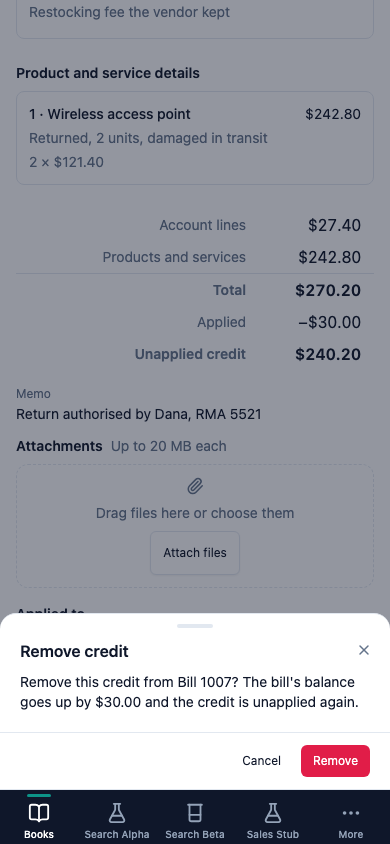 Restocking fee the vendor kept
Product and service details
1 · Wireless access point $242.80
Returned, 2 units, damaged in transit
2 × $121.40
Account lines $27.40
Products and services $242.80
Total $270.20
Applied –$30.00
Unapplied credit $240.20
Memo
Return authorised by Dana, RMA 5521
Attachments Up to 20 MB each
Drag files here or choose them
Attach files
Applied to
Remove credit
Remove this credit from Bill 1007? The bill's balance
goes up by $30.00 and the credit is unapplied again.
Cancel Remove
Books Search Alpha Search Beta Sales Stub More